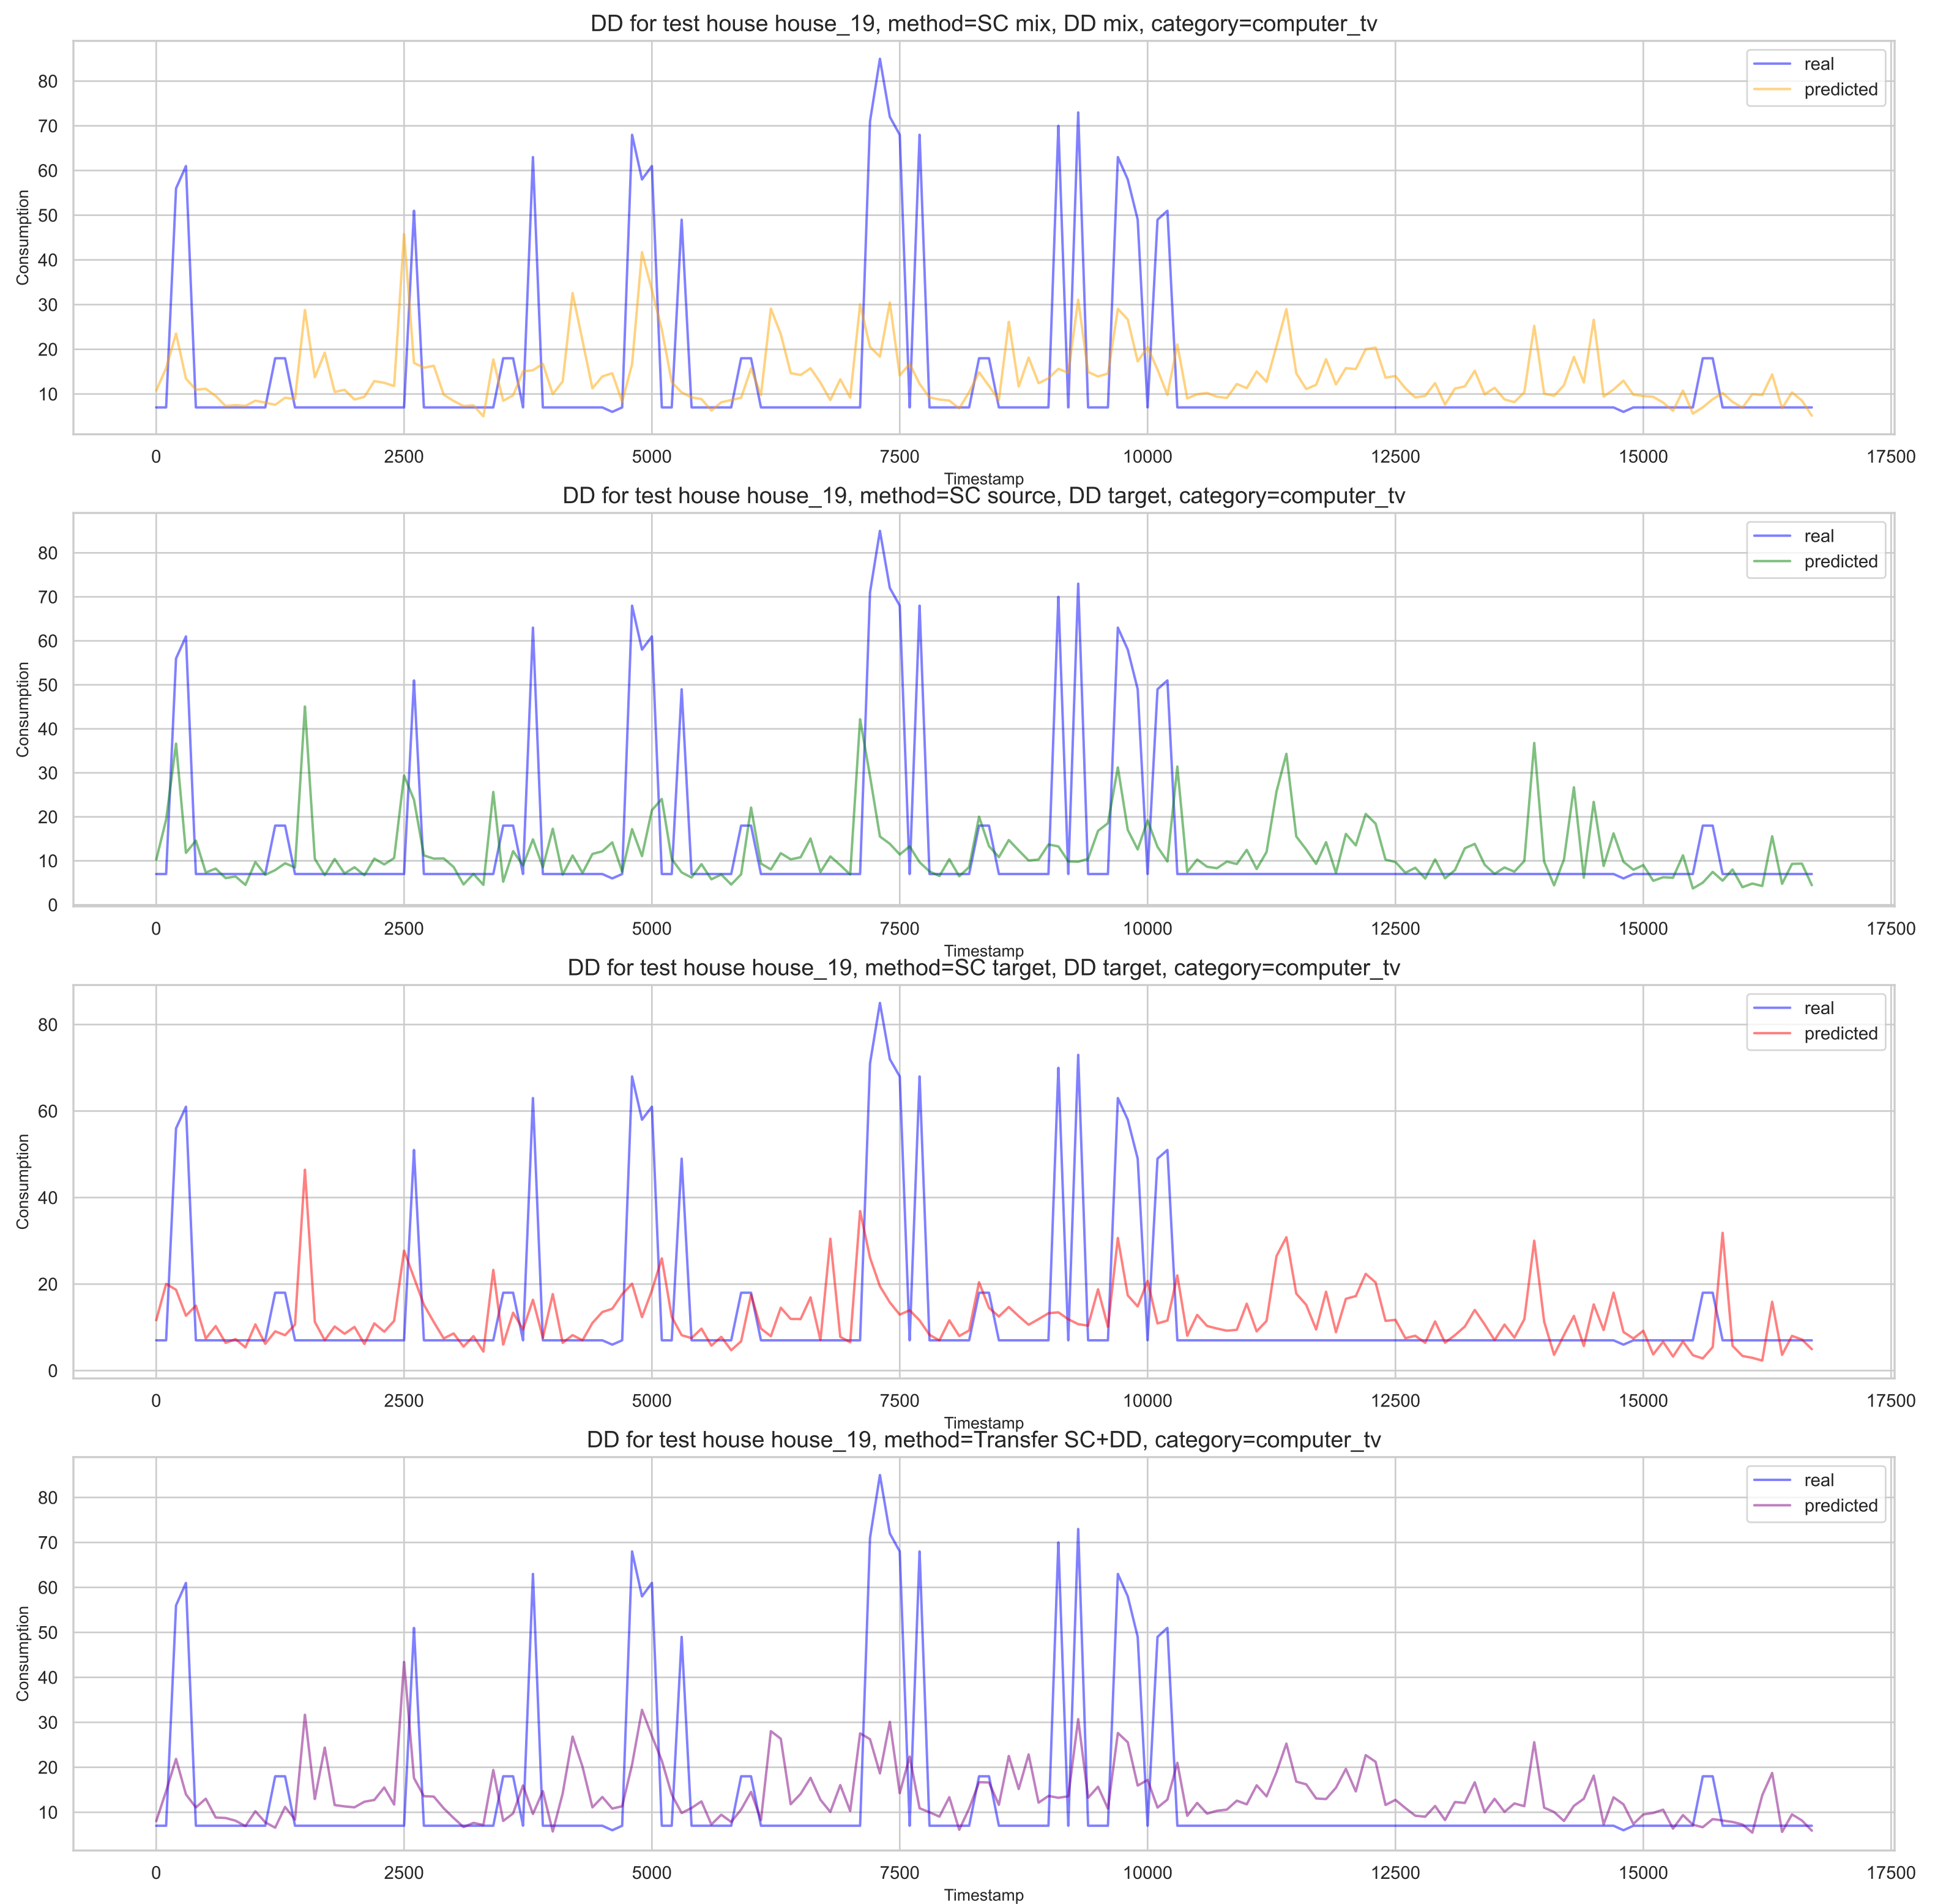 DD for test house house_19, method=SC mix, DD mix, category=computer_tv
real
predicted
Consumption
80
70
60
50
40
30
20
10
0 2500 5000 7500 10000 12500 15000 17500
Timestamp
DD for test house house_19, method=SC source, DD target, category=computer_tv
real
predicted
Consumption
80
70
60
50
40
30
20
10
0
0 2500 5000 7500 10000 12500 15000 17500
Timestamp
DD for test house house_19, method=SC target, DD target, category=computer_tv
real
predicted
Consumption
80
60
40
20
0
0 2500 5000 7500 10000 12500 15000 17500
Timestamp
DD for test house house_19, method=Transfer SC+DD, category=computer_tv
real
predicted
Consumption
80
70
60
50
40
30
20
10
0 2500 5000 7500 10000 12500 15000 17500
Timestamp